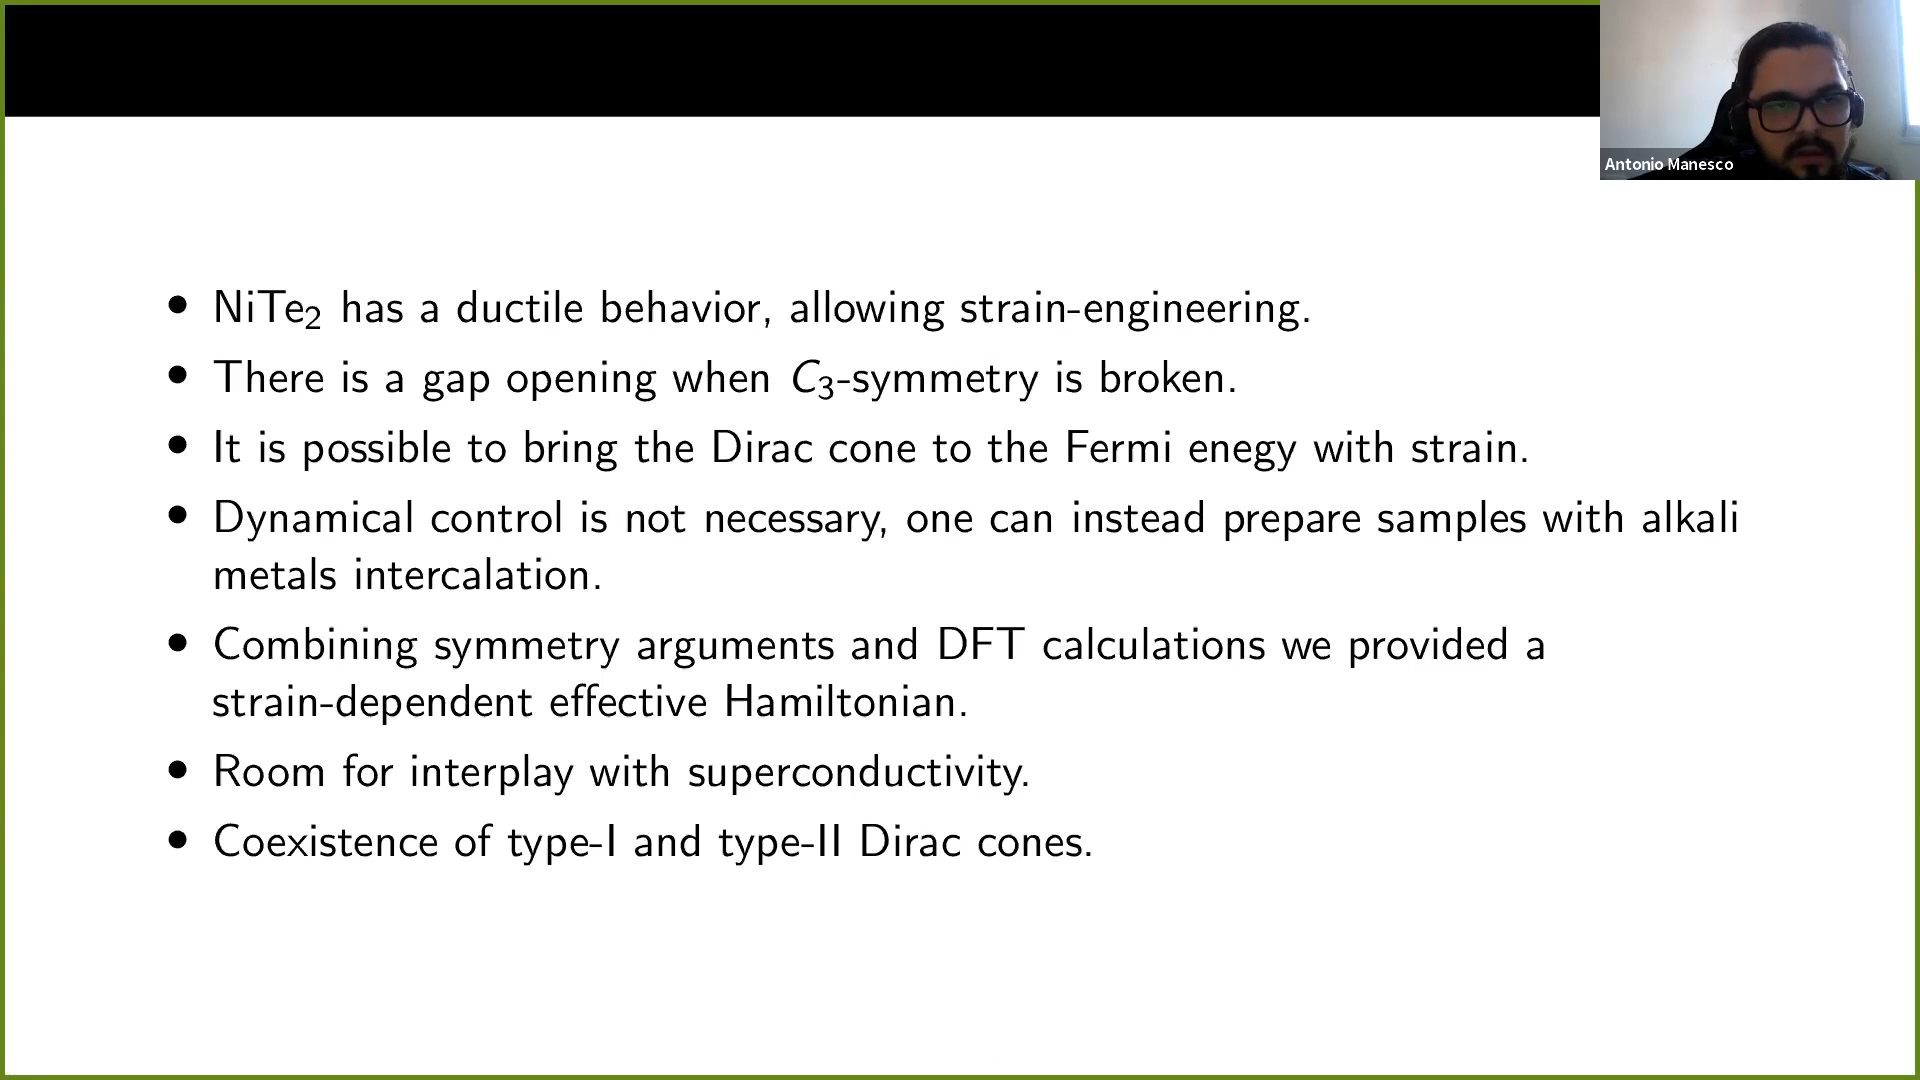 Antonio Manesco
• NiTe₂ has a ductile behavior, allowing strain-engineering.
• There is a gap opening when C₃-symmetry is broken.
• It is possible to bring the Dirac cone to the Fermi enegy with strain.
• Dynamical control is not necessary, one can instead prepare samples with alkali
metals intercalation.
• Combining symmetry arguments and DFT calculations we provided a
strain-dependent effective Hamiltonian.
• Room for interplay with superconductivity.
• Coexistence of type-I and type-II Dirac cones.